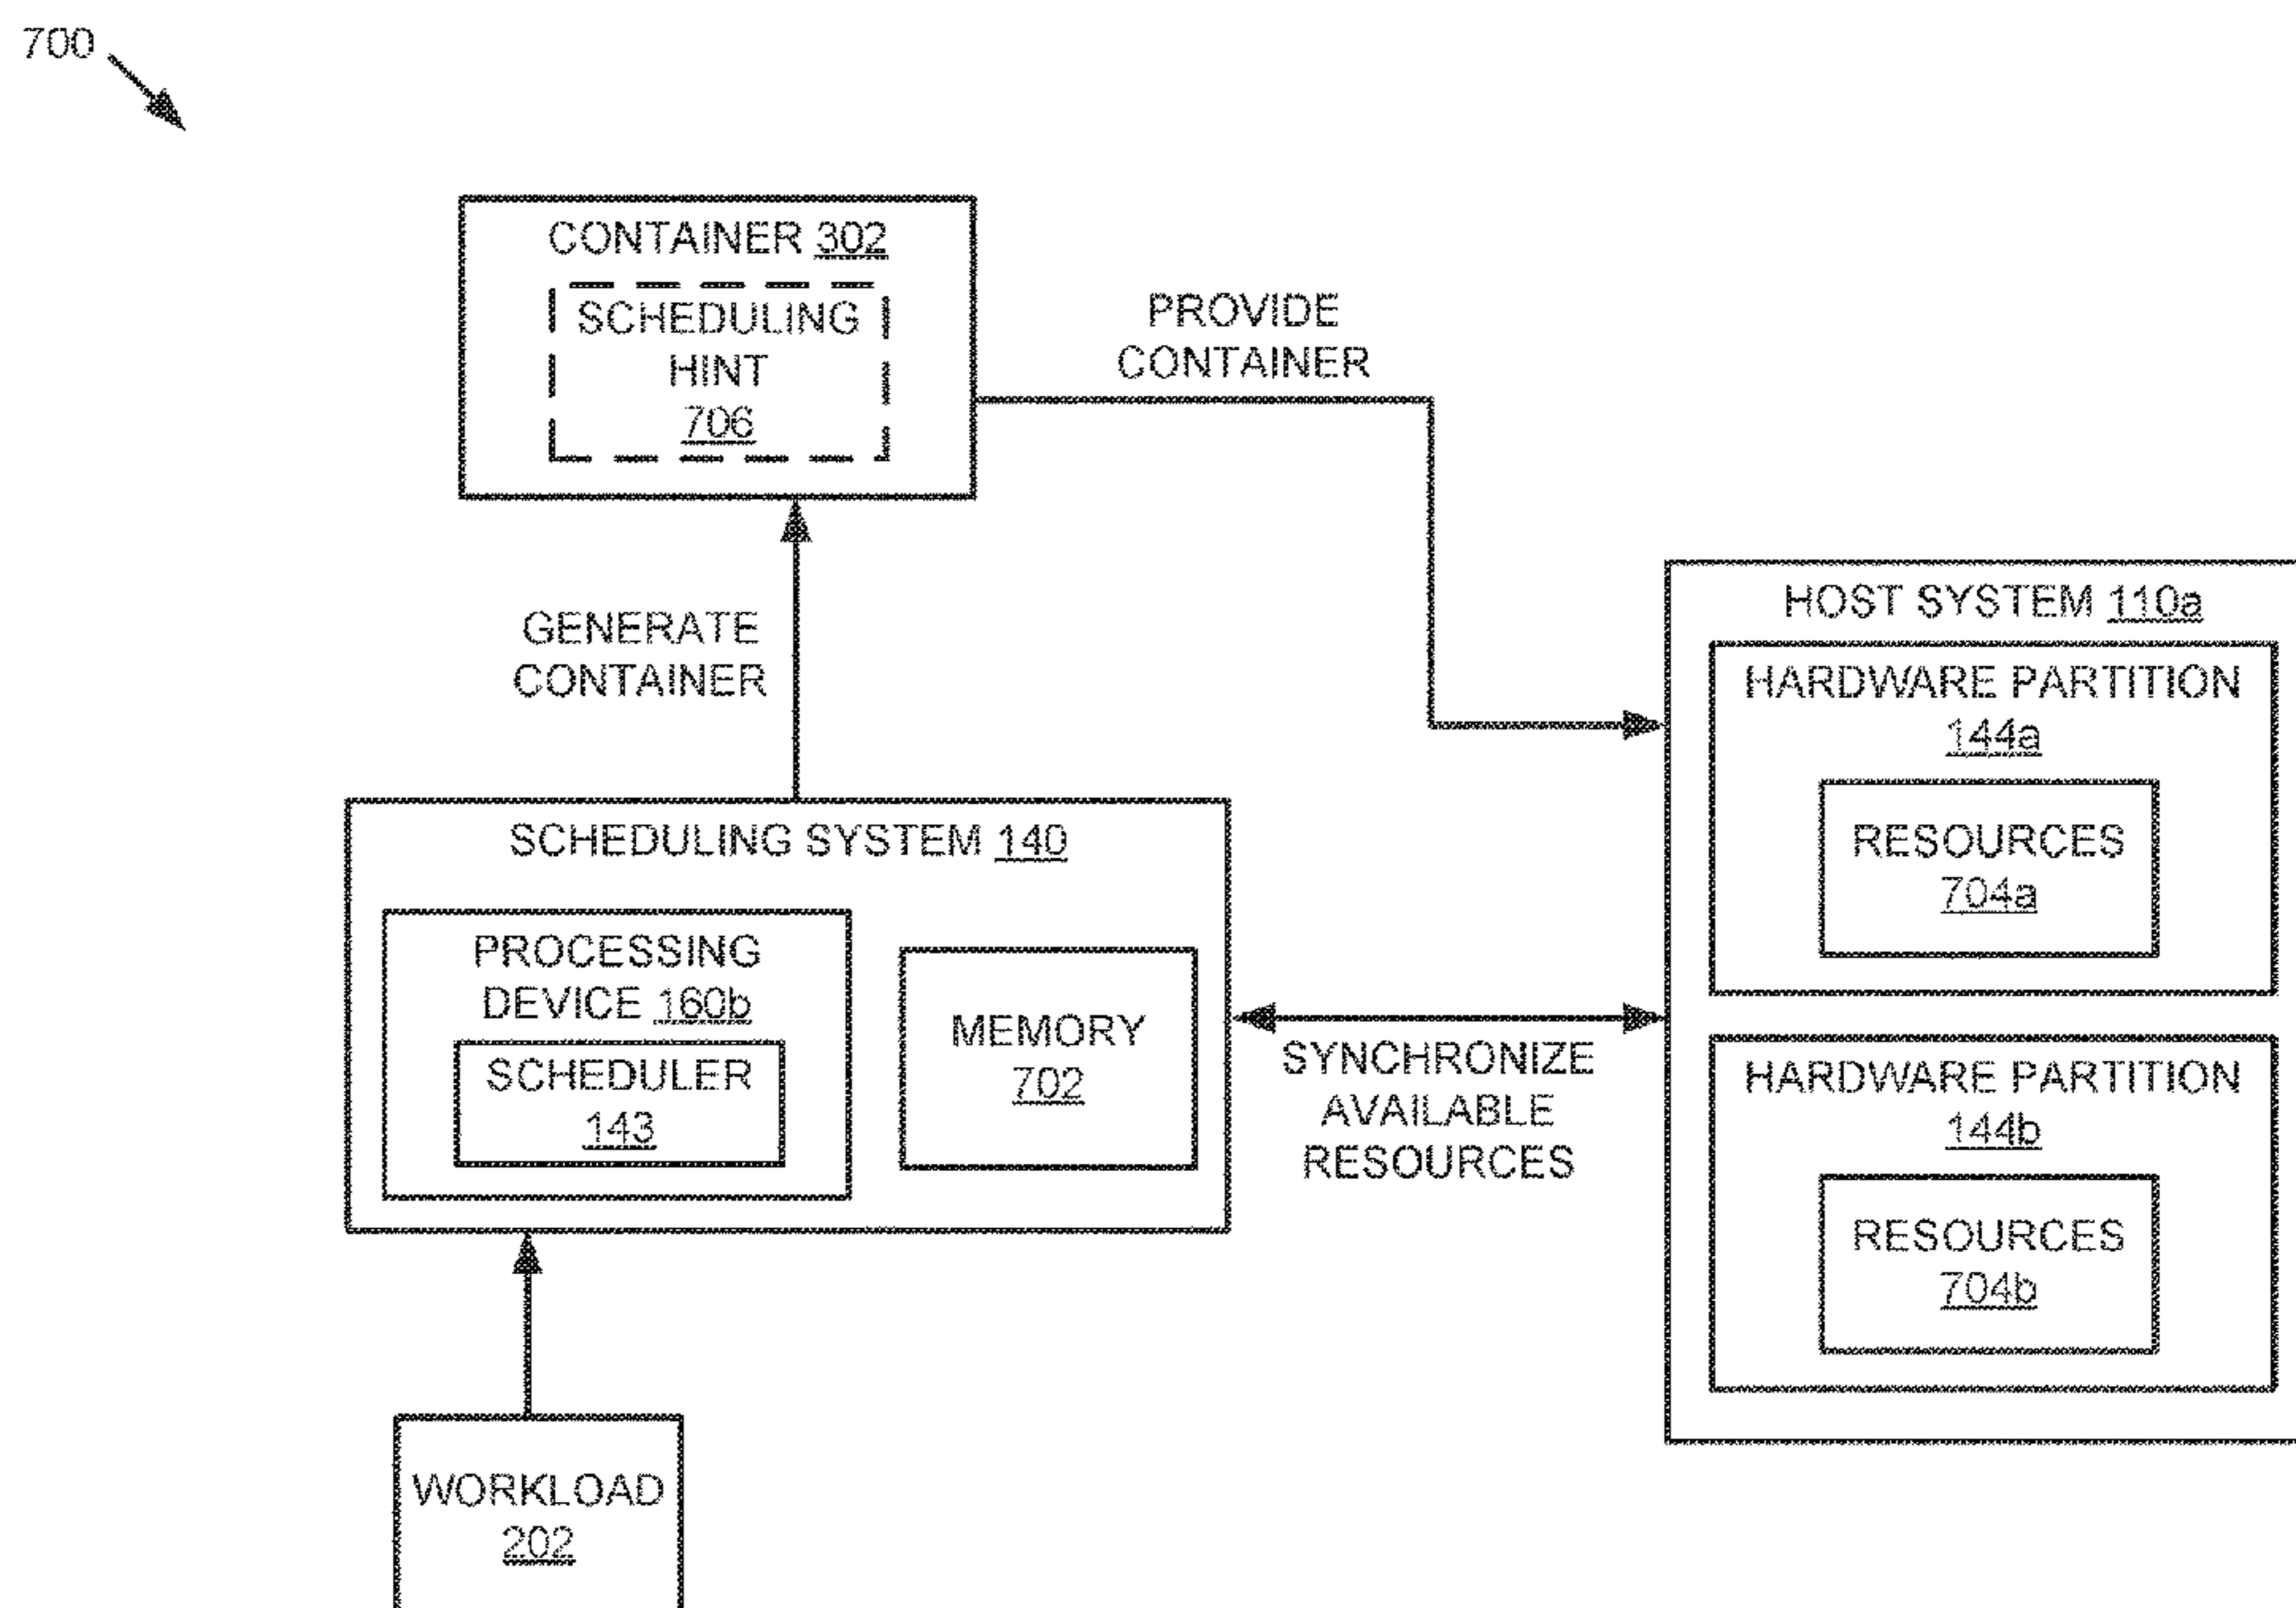 700
CONTAINER 302
SCHEDULING
HINT
706
PROVIDE
CONTAINER
GENERATE
CONTAINER
HOST SYSTEM 110a
HARDWARE PARTITION
144a
RESOURCES
704a
HARDWARE PARTITION
144b
RESOURCES
704b
SCHEDULING SYSTEM 140
PROCESSING
DEVICE 160b
SCHEDULER
143
MEMORY
702
SYNCHRONIZE
AVAILABLE
RESOURCES
WORKLOAD
202